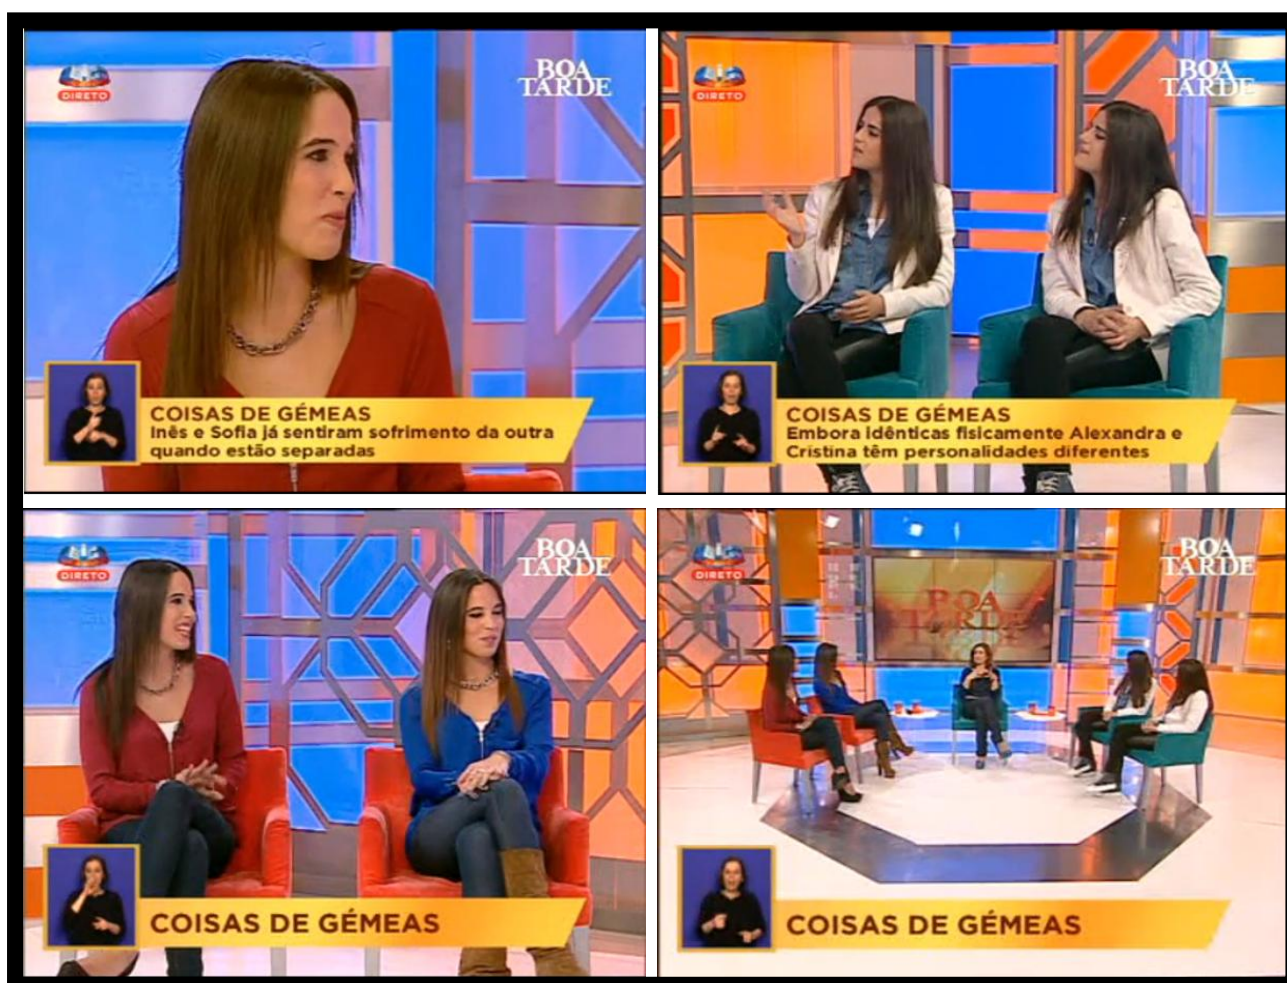 DIRETO
BOA
TARDE
COISAS DE GÉMEAS
Inês e Sofia já sentiram sofrimento da outra
quando estão separadas
DIRETO
BOA
TARDE
COISAS DE GÉMEAS
Embora idênticas fisicamente Alexandra e
Cristina têm personalidades diferentes
DIRETO
BOA
TARDE
COISAS DE GÉMEAS
DIRETO
BOA
TARDE
BOA
TARDE
COISAS DE GÉMEAS